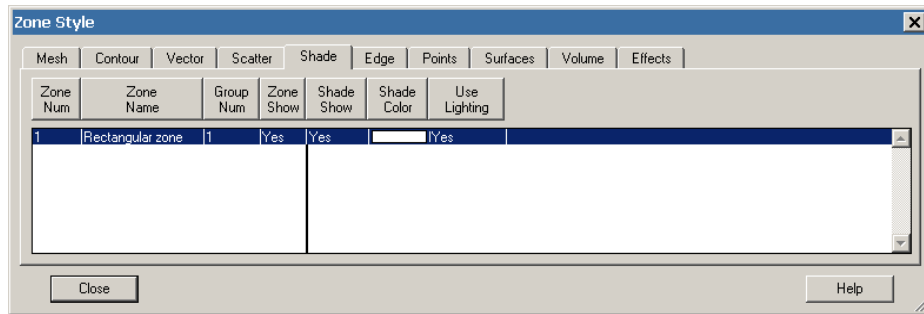 Zone Style
Mesh Contour Vector Scatter Shade Edge Points Surfaces Volume Effects
Zone Num Zone Name Group Num Zone Show Shade Show Shade Color Use Lighting
1 Rectangular zone 1 Yes Yes Yes
Close Help